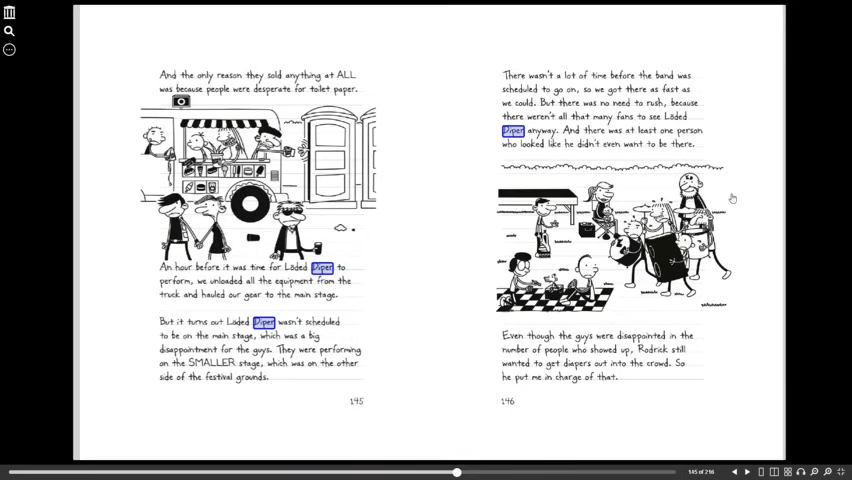 And the only reason they sold anything at ALL
was because people were desperate for toilet paper.
An hour before it was time for Löded Diper to
perform, we unloaded all the equipment from the
truck and hauled our gear to the main stage.
But it turns out Löded Diper wasn't scheduled
to be on the main stage, which was a big
disappointment for the guys. They were performing
on the SMALLER stage, which was on the other
side of the festival grounds.
145
There wasn't a lot of time before the band was
scheduled to go on, so we got there as fast as
we could. But there was no need to rush, because
there weren't all that many fans to see Löded
Diper anyway. And there was at least one person
who looked like he didn't even want to be there.
Even though the guys were disappointed in the
number of people who showed up, Rodrick still
wanted to get diapers out into the crowd. So
he put me in charge of that.
146
145 of 216